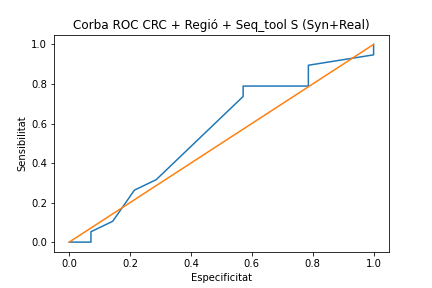 Corba ROC CRC + Regió + Seq_tool S (Syn+Real)
1.0
0.8
0.6
0.4
0.2
0.0
Sensibilitat
0.0 0.2 0.4 0.6 0.8 1.0
Especificitat